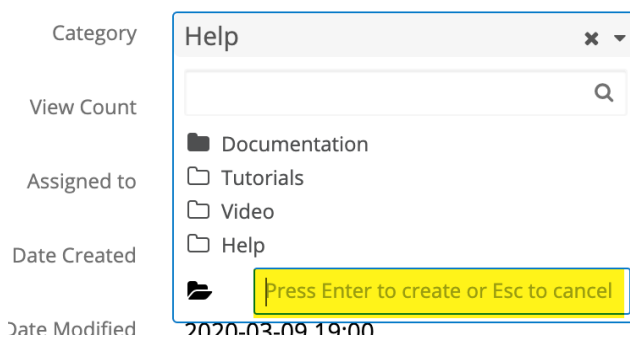 Category
Help
View Count
Documentation
Assigned to
Tutorials
Video
Date Created
Help
Press Enter to create or Esc to cancel
Date Modified
2020-03-09 19:00